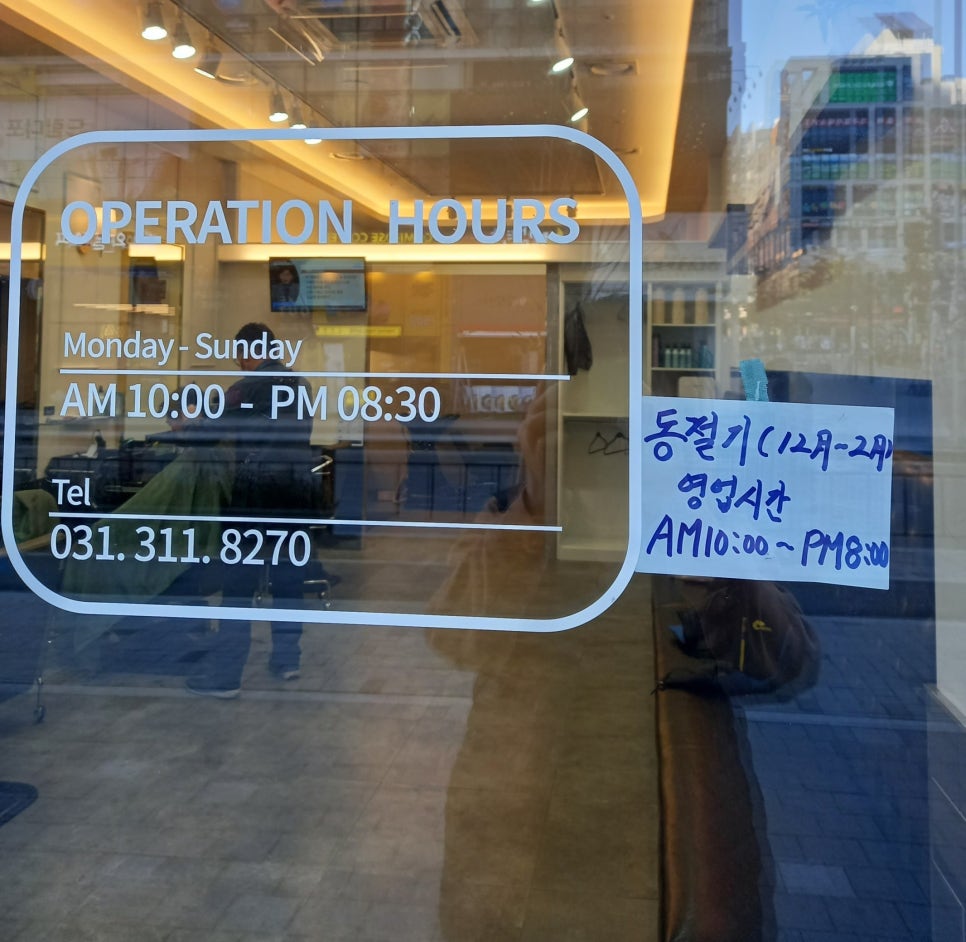 OPERATION HOURS
Monday - Sunday
AM 10:00 - PM 08:30
Tel
031. 311. 8270
동절기 (12月~2月)
영업시간
AM10:00 ~ PM8:00